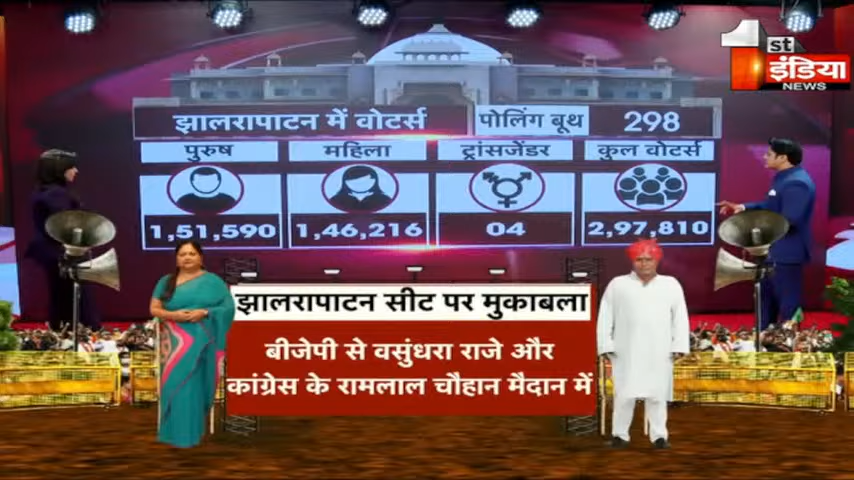 1st
इंडिया
NEWS
झालरापाटन में वोटर्स पोलिंग बूथ 298
पुरुष महिला ट्रांसजेंडर कुल वोटर्स
1,51,590 1,46,216 04 2,97,810
झालरापाटन सीट पर मुकाबला
बीजेपी से वसुंधरा राजे और
कांग्रेस के रामलाल चौहान मैदान में